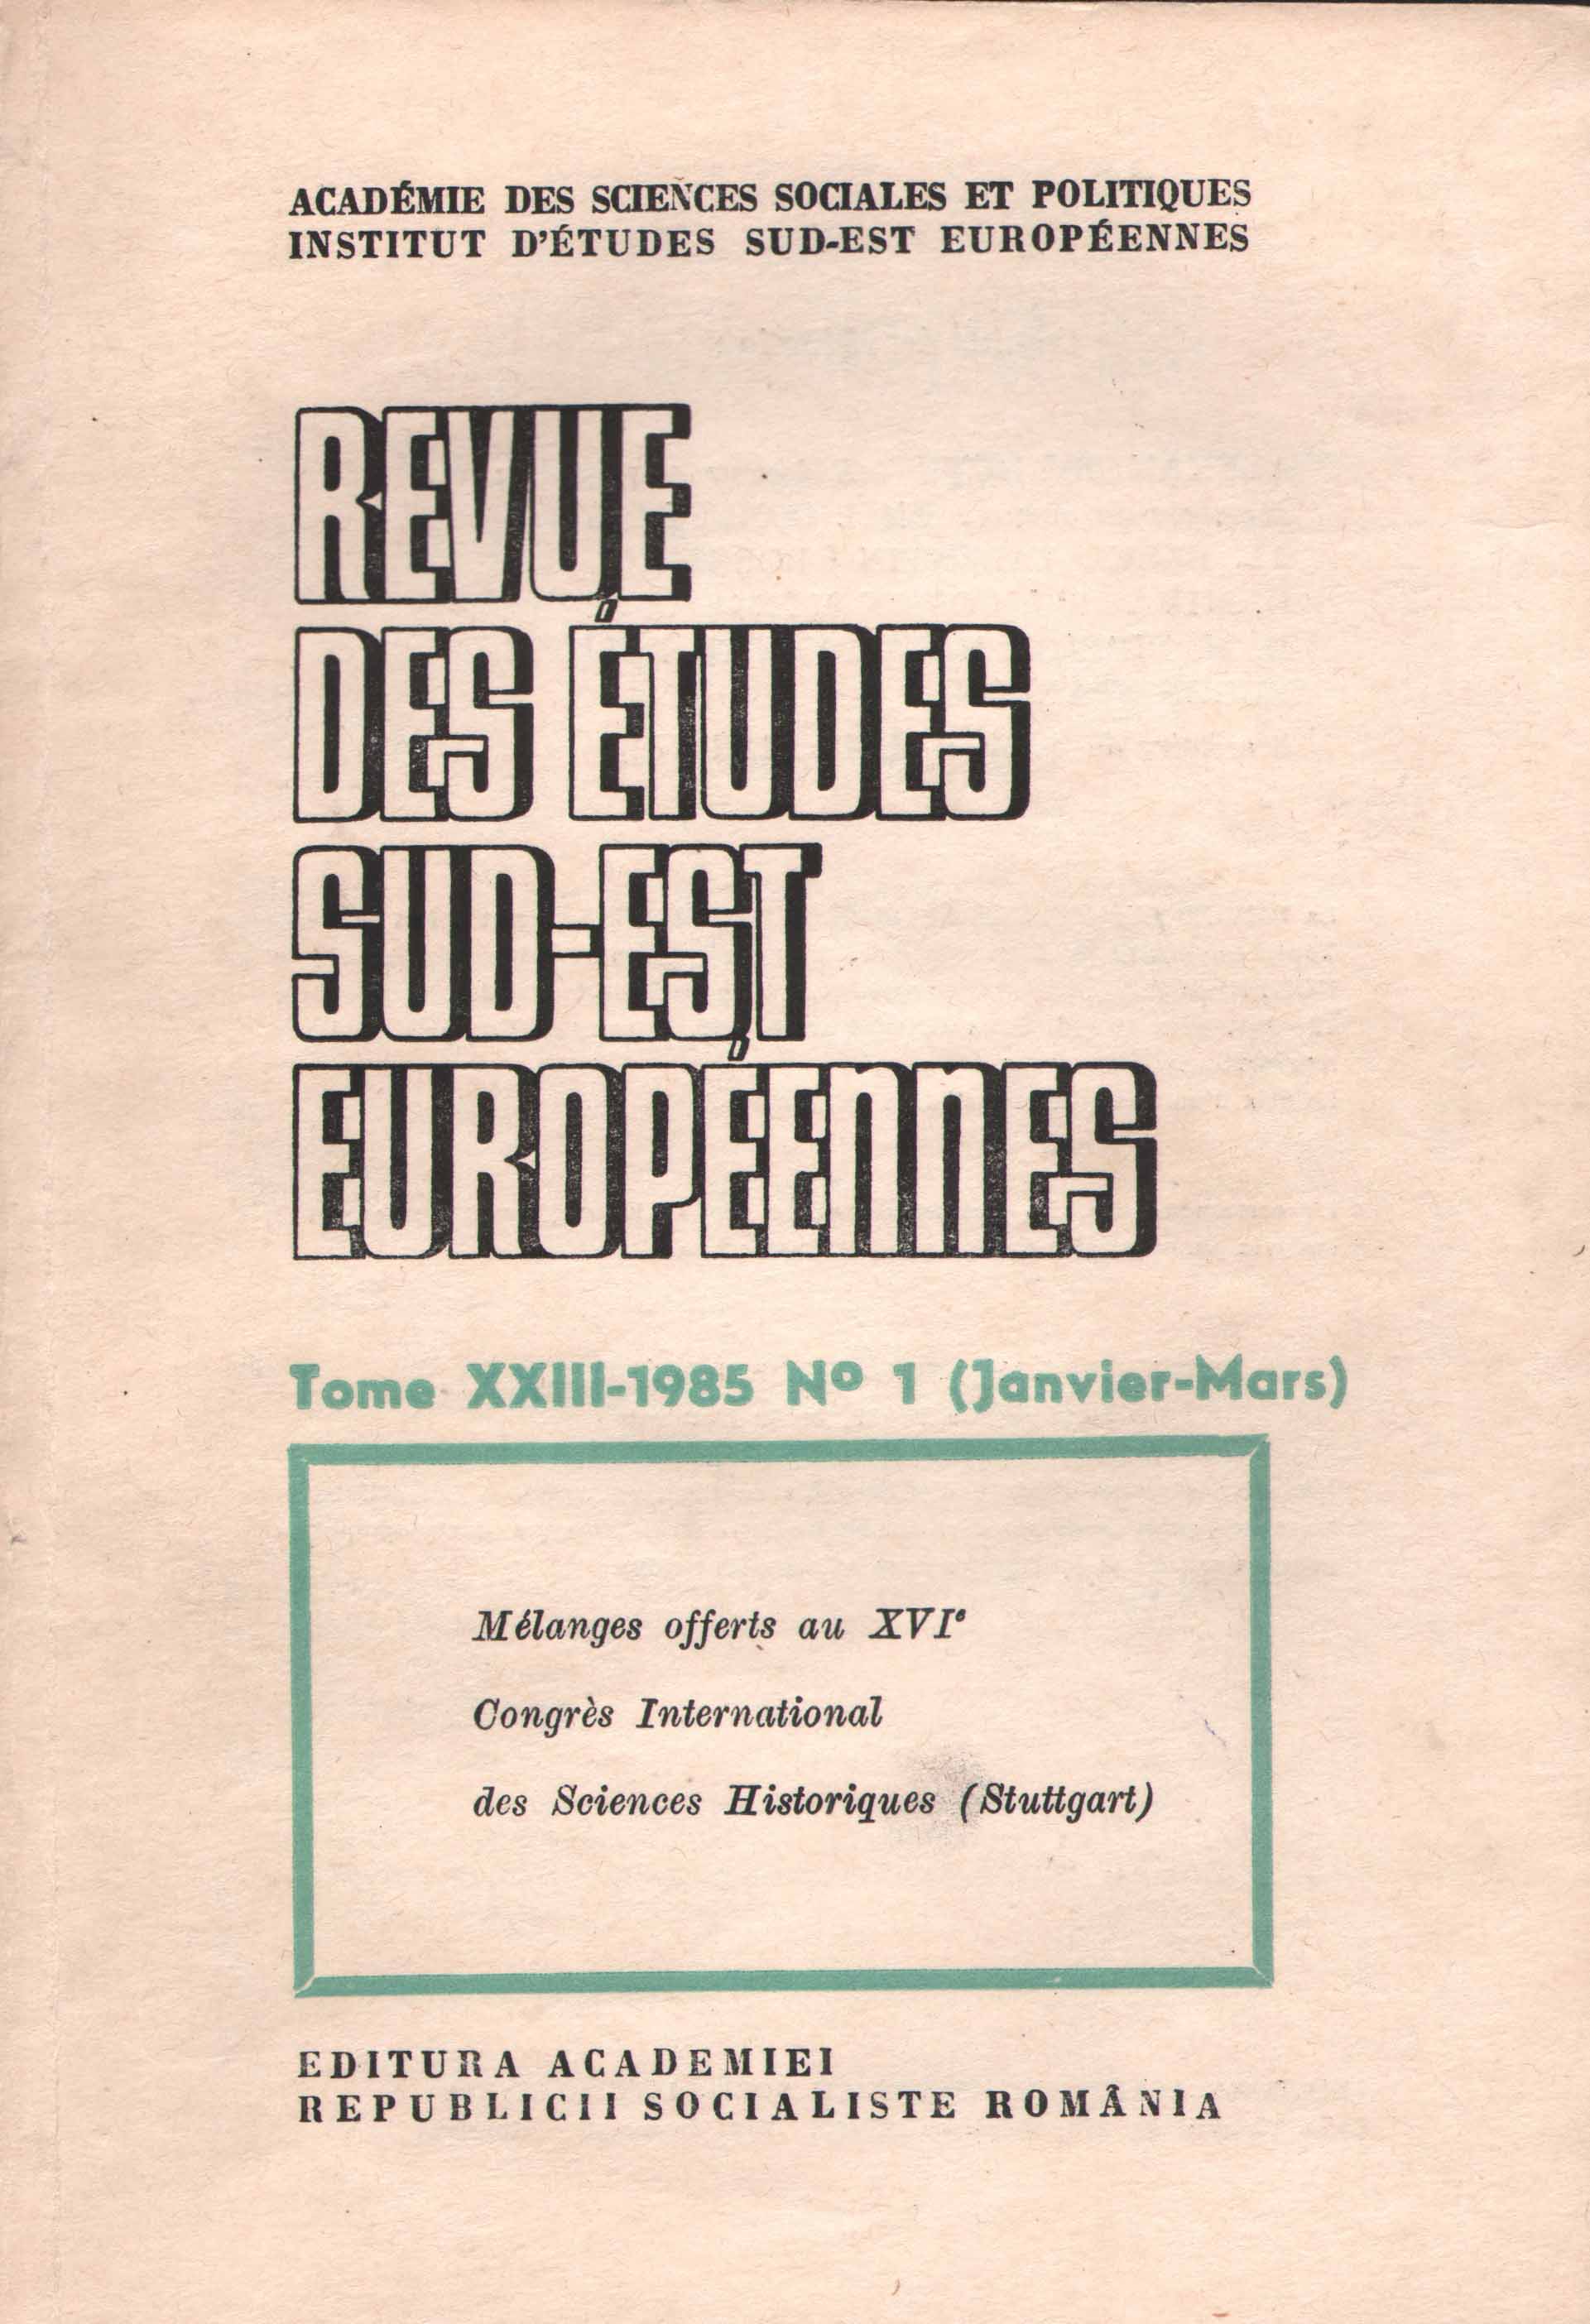 ACADÉMIE DES SCIENCES SOCIALES ET POLITIQUES
INSTITUT D'ÉTUDES SUD-EST EUROPÉENNES
REVUE
DES ÉTUDES
SUD-EST
EUROPÉENNES
Tome XXIII-1985 Nº 1 (Janvier-Mars)
Mélanges offerts au XVIᵉ
Congrès International
des Sciences Historiques (Stuttgart)
EDITURA ACADEMIEI
REPUBLICII SOCIALISTE ROMÂNIA